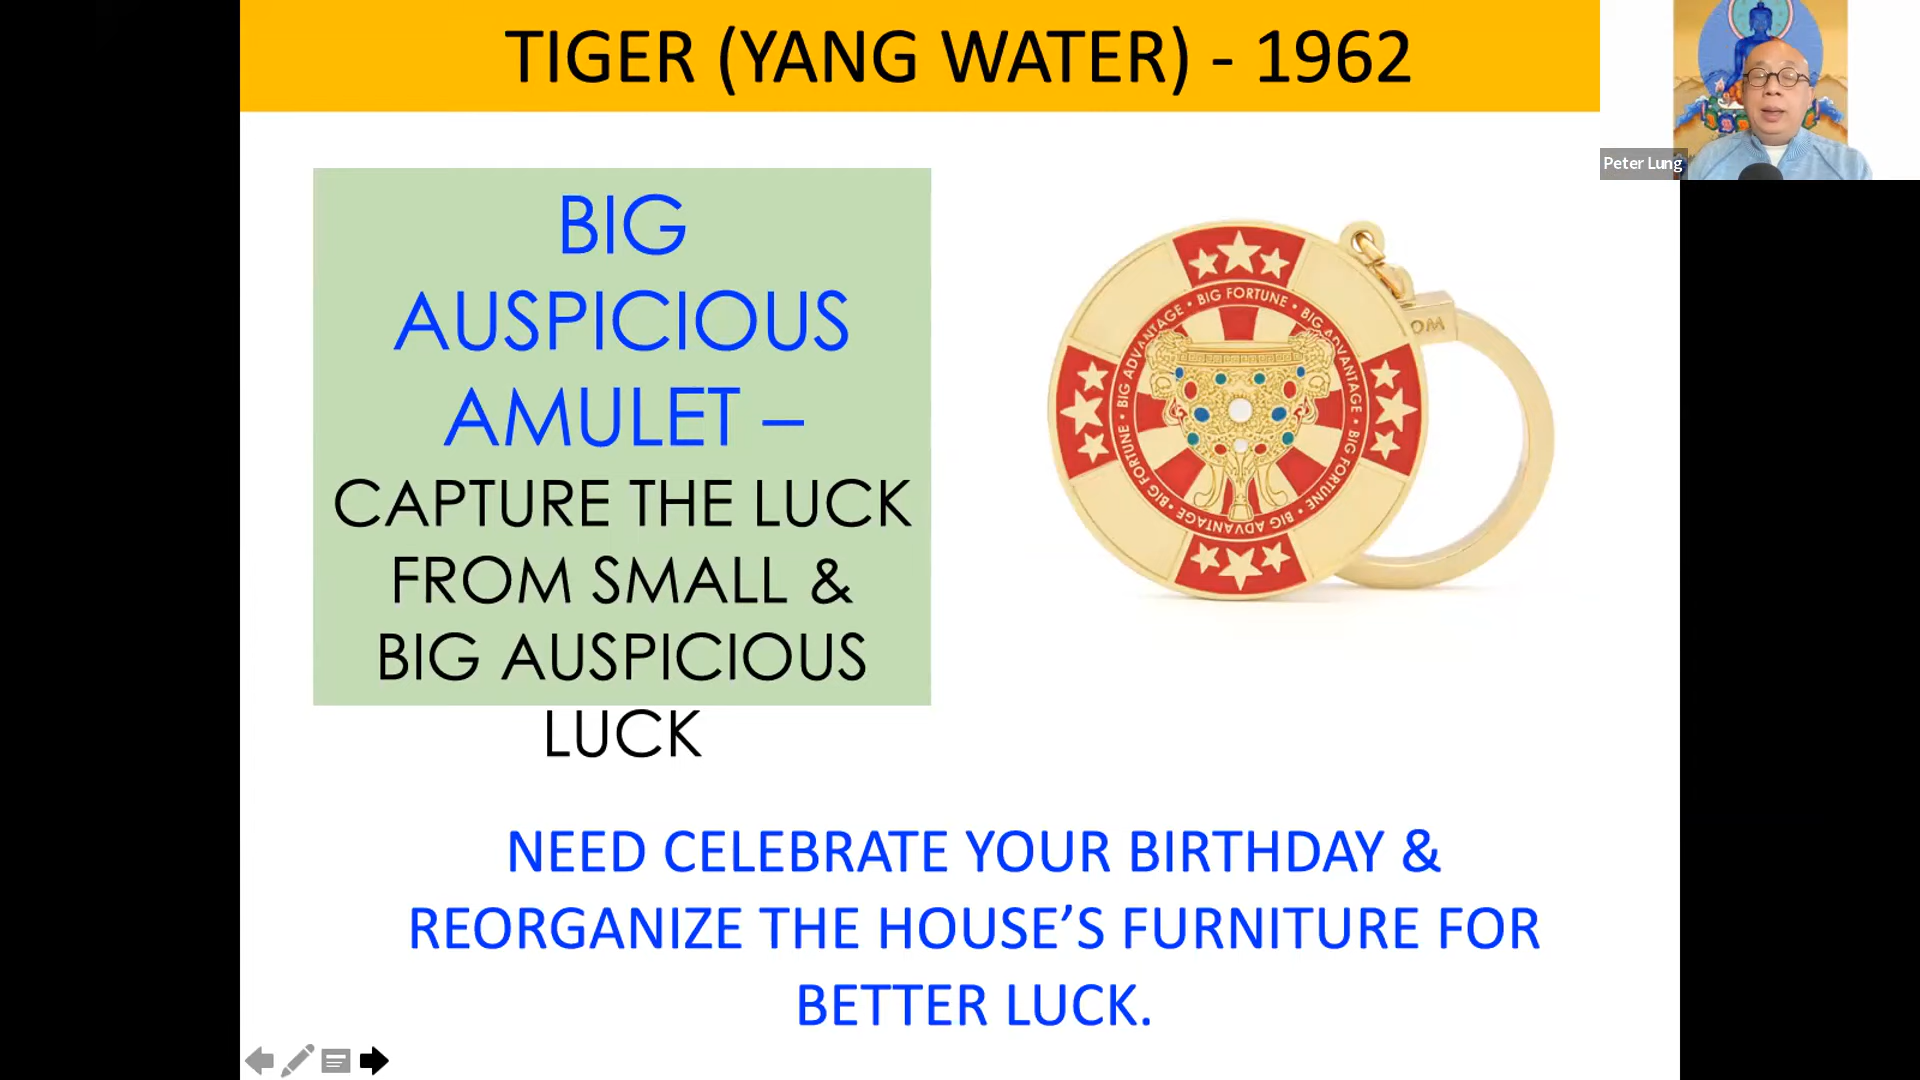 TIGER (YANG WATER) - 1962
Peter Lung
BIG
AUSPICIOUS
AMULET –
CAPTURE THE LUCK
FROM SMALL &
BIG AUSPICIOUS
LUCK
• BIG FORTUNE • BIG ADVANTAGE • BIG FORTUNE • BIG ADVANTAGE • BIG FORTUNE • BIG ADVANTAGE
OM
NEED CELEBRATE YOUR BIRTHDAY &
REORGANIZE THE HOUSE’S FURNITURE FOR
BETTER LUCK.